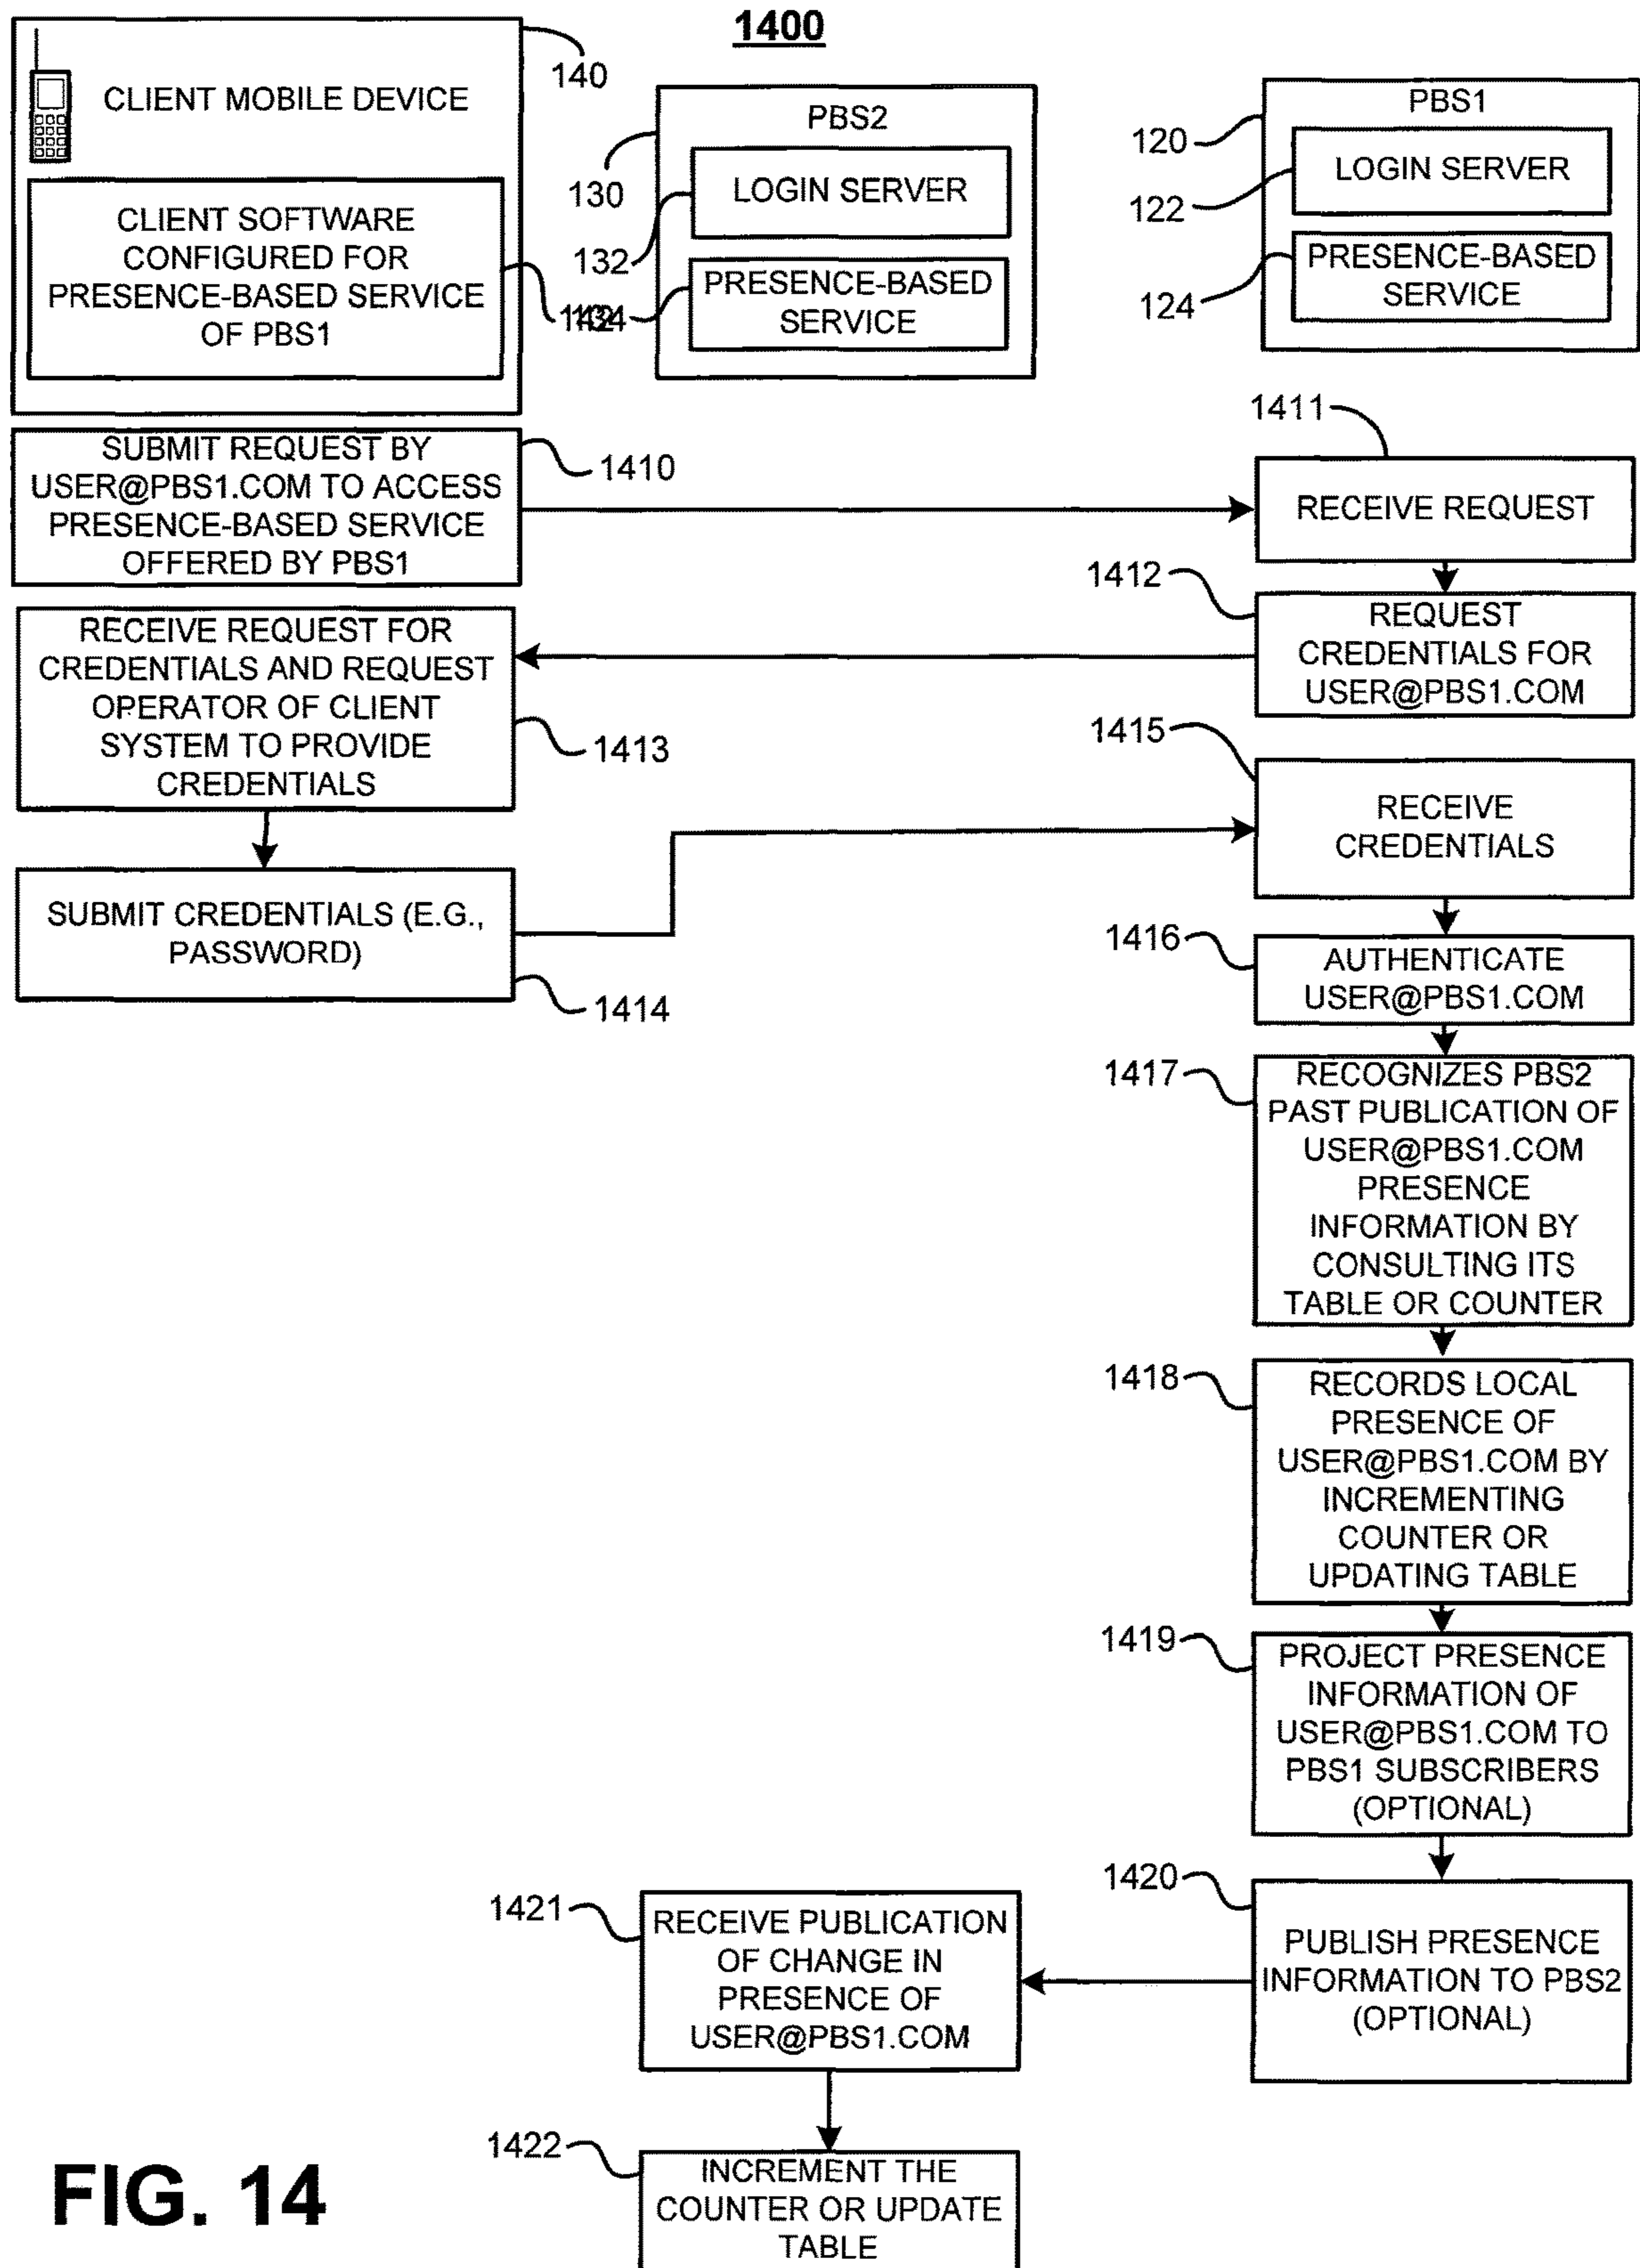 1400
140
CLIENT MOBILE DEVICE
CLIENT SOFTWARE
CONFIGURED FOR
PRESENCE-BASED SERVICE
OF PBS1
PBS2
130
LOGIN SERVER
132
PRESENCE-BASED
SERVICE
PBS1
120
LOGIN SERVER
122
PRESENCE-BASED
SERVICE
124
SUBMIT REQUEST BY
USER@PBS1.COM TO ACCESS
PRESENCE-BASED SERVICE
OFFERED BY PBS1
1410
1411
RECEIVE REQUEST
1412
REQUEST
CREDENTIALS FOR
USER@PBS1.COM
RECEIVE REQUEST FOR
CREDENTIALS AND REQUEST
OPERATOR OF CLIENT
SYSTEM TO PROVIDE
CREDENTIALS
1413
SUBMIT CREDENTIALS (E.G.,
PASSWORD)
1414
1415
RECEIVE
CREDENTIALS
1416
AUTHENTICATE
USER@PBS1.COM
1417
RECOGNIZES PBS2
PAST PUBLICATION OF
USER@PBS1.COM
PRESENCE
INFORMATION BY
CONSULTING ITS
TABLE OR COUNTER
1418
RECORDS LOCAL
PRESENCE OF
USER@PBS1.COM BY
INCREMENTING
COUNTER OR
UPDATING TABLE
1419
PROJECT PRESENCE
INFORMATION OF
USER@PBS1.COM TO
PBS1 SUBSCRIBERS
(OPTIONAL)
1420
PUBLISH PRESENCE
INFORMATION TO PBS2
(OPTIONAL)
1421
RECEIVE PUBLICATION
OF CHANGE IN
PRESENCE OF
USER@PBS1.COM
1422
INCREMENT THE
COUNTER OR UPDATE
TABLE
FIG. 14